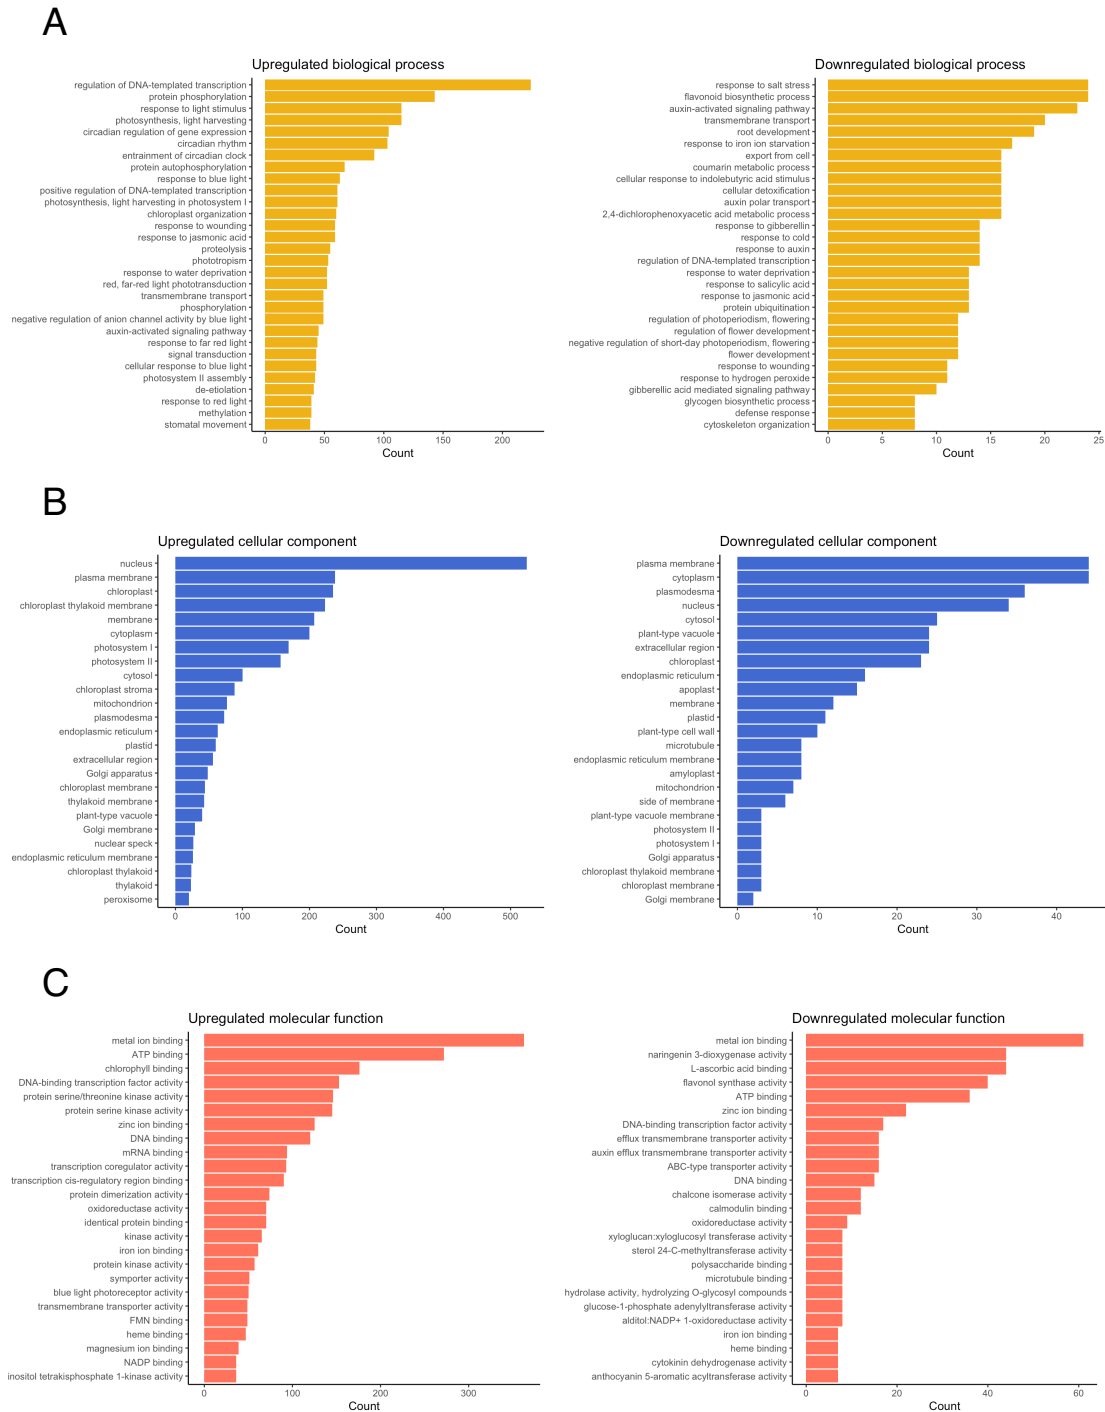 A
Upregulated biological process
regulation of DNA-templated transcription
protein phosphorylation
response to light stimulus
photosynthesis, light harvesting
circadian regulation of gene expression
circadian rhythm
entrainment of circadian clock
protein autophosphorylation
response to blue light
positive regulation of DNA-templated transcription
photosynthesis, light harvesting in photosystem I
chloroplast organization
response to wounding
response to jasmonic acid
proteolysis
phototropism
response to water deprivation
red, far-red light phototransduction
transmembrane transport
phosphorylation
negative regulation of anion channel activity by blue light
auxin-activated signaling pathway
response to far red light
signal transduction
cellular response to blue light
photosystem II assembly
de-etiolation
response to red light
methylation
stomatal movement
0 50 100 150 200
Count
Downregulated biological process
response to salt stress
flavonoid biosynthetic process
auxin-activated signaling pathway
transmembrane transport
root development
response to iron ion starvation
export from cell
coumarin metabolic process
cellular response to indolebutyric acid stimulus
cellular detoxification
auxin polar transport
2,4-dichlorophenoxyacetic acid metabolic process
response to gibberellin
response to cold
response to auxin
regulation of DNA-templated transcription
response to water deprivation
response to salicylic acid
response to jasmonic acid
protein ubiquitination
regulation of photoperiodism, flowering
regulation of flower development
negative regulation of short-day photoperiodism, flowering
flower development
response to wounding
response to hydrogen peroxide
gibberellic acid mediated signaling pathway
glycogen biosynthetic process
defense response
cytoskeleton organization
0 5 10 15 20 25
Count
B
Upregulated cellular component
nucleus
plasma membrane
chloroplast
chloroplast thylakoid membrane
membrane
cytoplasm
photosystem I
photosystem II
cytosol
chloroplast stroma
mitochondrion
plasmodesma
endoplasmic reticulum
plastid
extracellular region
Golgi apparatus
chloroplast membrane
thylakoid membrane
plant-type vacuole
Golgi membrane
nuclear speck
endoplasmic reticulum membrane
chloroplast thylakoid
thylakoid
peroxisome
0 100 200 300 400 500
Count
Downregulated cellular component
plasma membrane
cytoplasm
plasmodesma
nucleus
cytosol
plant-type vacuole
extracellular region
chloroplast
endoplasmic reticulum
apoplast
membrane
plastid
plant-type cell wall
microtubule
endoplasmic reticulum membrane
amyloplast
mitochondrion
side of membrane
plant-type vacuole membrane
photosystem II
photosystem I
Golgi apparatus
chloroplast thylakoid membrane
chloroplast membrane
Golgi membrane
0 10 20 30 40
Count
C
Upregulated molecular function
metal ion binding
ATP binding
chlorophyll binding
DNA-binding transcription factor activity
protein serine/threonine kinase activity
protein serine kinase activity
zinc ion binding
DNA binding
mRNA binding
transcription coregulator activity
transcription cis-regulatory region binding
protein dimerization activity
oxidoreductase activity
identical protein binding
kinase activity
iron ion binding
protein kinase activity
symporter activity
blue light photoreceptor activity
transmembrane transporter activity
FMN binding
heme binding
magnesium ion binding
NADP binding
inositol tetrakisphosphate 1-kinase activity
0 100 200 300
Count
Downregulated molecular function
metal ion binding
naringenin 3-dioxygenase activity
L-ascorbic acid binding
flavonol synthase activity
ATP binding
zinc ion binding
DNA-binding transcription factor activity
efflux transmembrane transporter activity
auxin efflux transmembrane transporter activity
ABC-type transporter activity
DNA binding
chalcone isomerase activity
calmodulin binding
oxidoreductase activity
xyloglucan:xyloglucosyl transferase activity
sterol 24-C-methyltransferase activity
polysaccharide binding
microtubule binding
hydrolase activity, hydrolyzing O-glycosyl compounds
glucose-1-phosphate adenylyltransferase activity
alditol:NADP+ 1-oxidoreductase activity
iron ion binding
heme binding
cytokinin dehydrogenase activity
anthocyanin 5-aromatic acyltransferase activity
0 20 40 60
Count